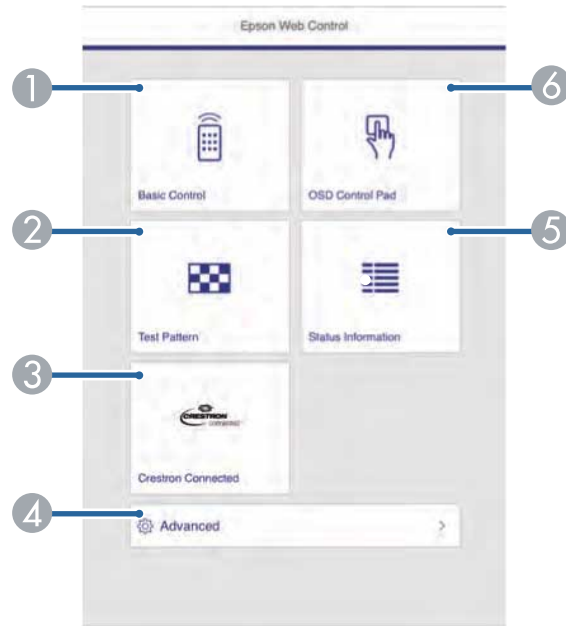 Epson Web Control
1
6
Basic Control
OSD Control Pad
2
5
Test Pattern
Status Information
3
CRESTRON
Crestron Connected
4
Advanced